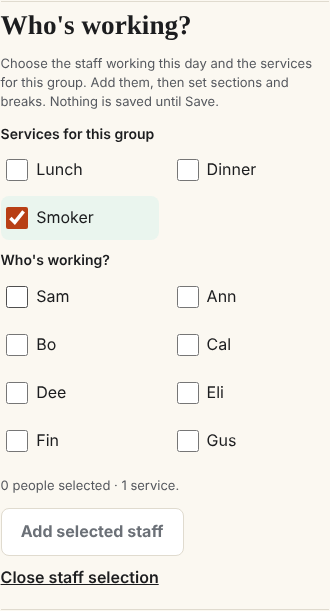 Who's working?
Choose the staff working this day and the services
for this group. Add them, then set sections and
breaks. Nothing is saved until Save.
Services for this group
Lunch
Dinner
Smoker
Who's working?
Sam
Ann
Bo
Cal
Dee
Eli
Fin
Gus
0 people selected · 1 service.
Add selected staff
Close staff selection